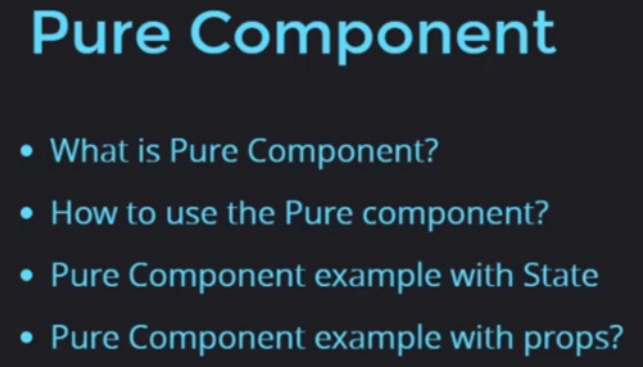 Pure Component
• What is Pure Component?
• How to use the Pure component?
• Pure Component example with State
• Pure Component example with props?